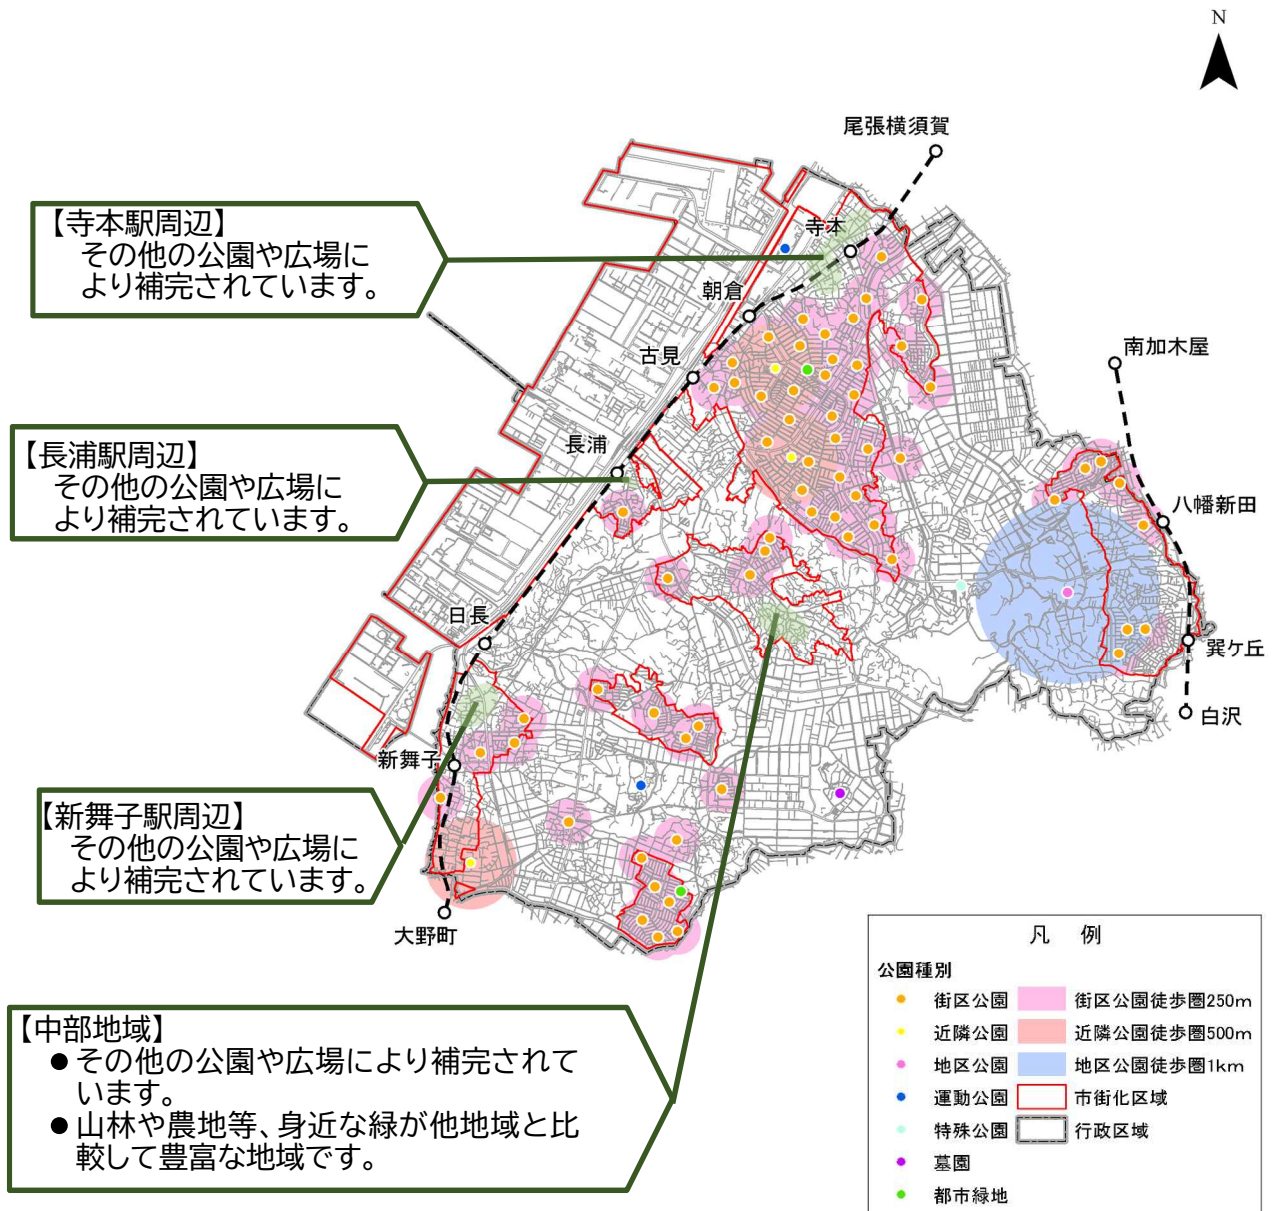 N
尾張横須賀
【寺本駅周辺】
その他の公園や広場に
より補完されています。
寺本
朝倉
古見
南加木屋
【長浦駅周辺】
その他の公園や広場に
より補完されています。
長浦
八幡新田
日長
巽ケ丘
白沢
新舞子
【新舞子駅周辺】
その他の公園や広場に
より補完されています。
大野町
【中部地域】
●その他の公園や広場により補完されて
います。
●山林や農地等、身近な緑が他地域と比
較して豊富な地域です。
凡 例
公園種別
街区公園 街区公園徒歩圏250m
近隣公園 近隣公園徒歩圏500m
地区公園 地区公園徒歩圏1km
運動公園 市街化区域
特殊公園 行政区域
墓園
都市緑地